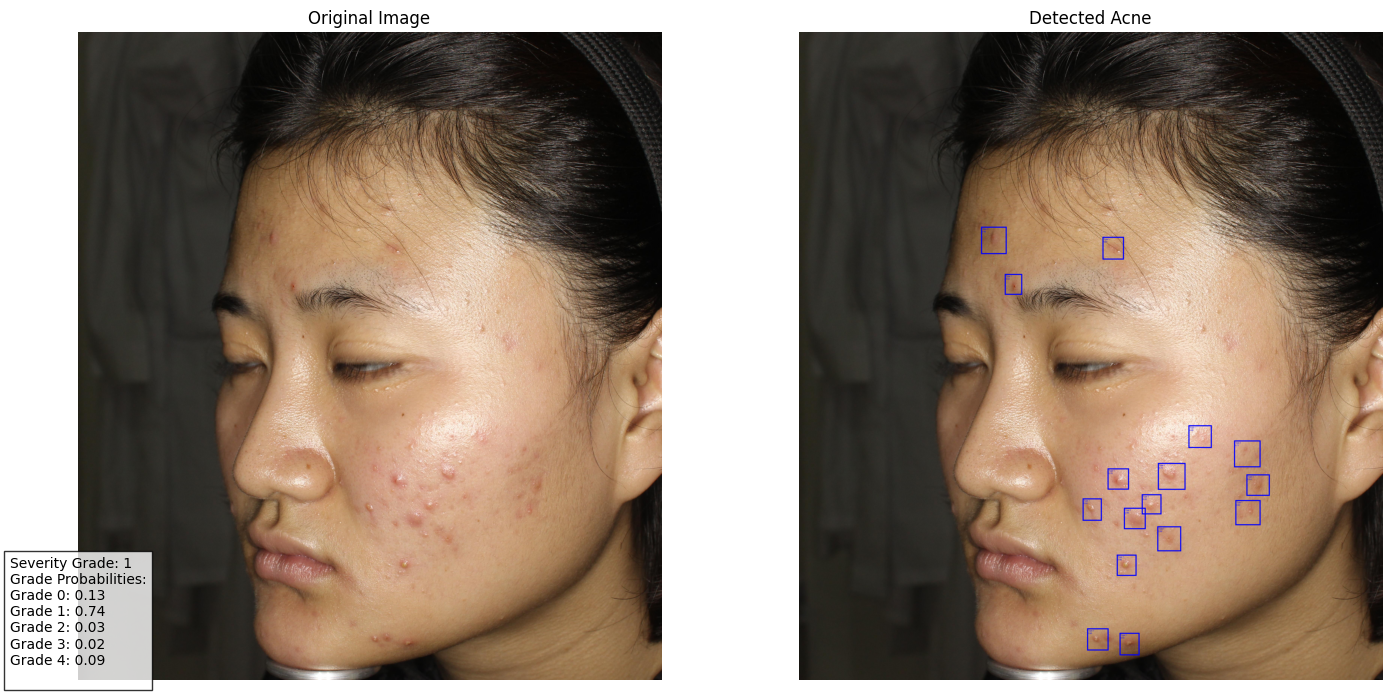 Original Image
Detected Acne
Severity Grade: 1
Grade Probabilities:
Grade 0: 0.13
Grade 1: 0.74
Grade 2: 0.03
Grade 3: 0.02
Grade 4: 0.09